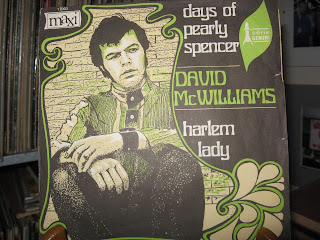 maxi
days of
pearly
spencer
DAVID
McWILLIAMS
harlem
lady